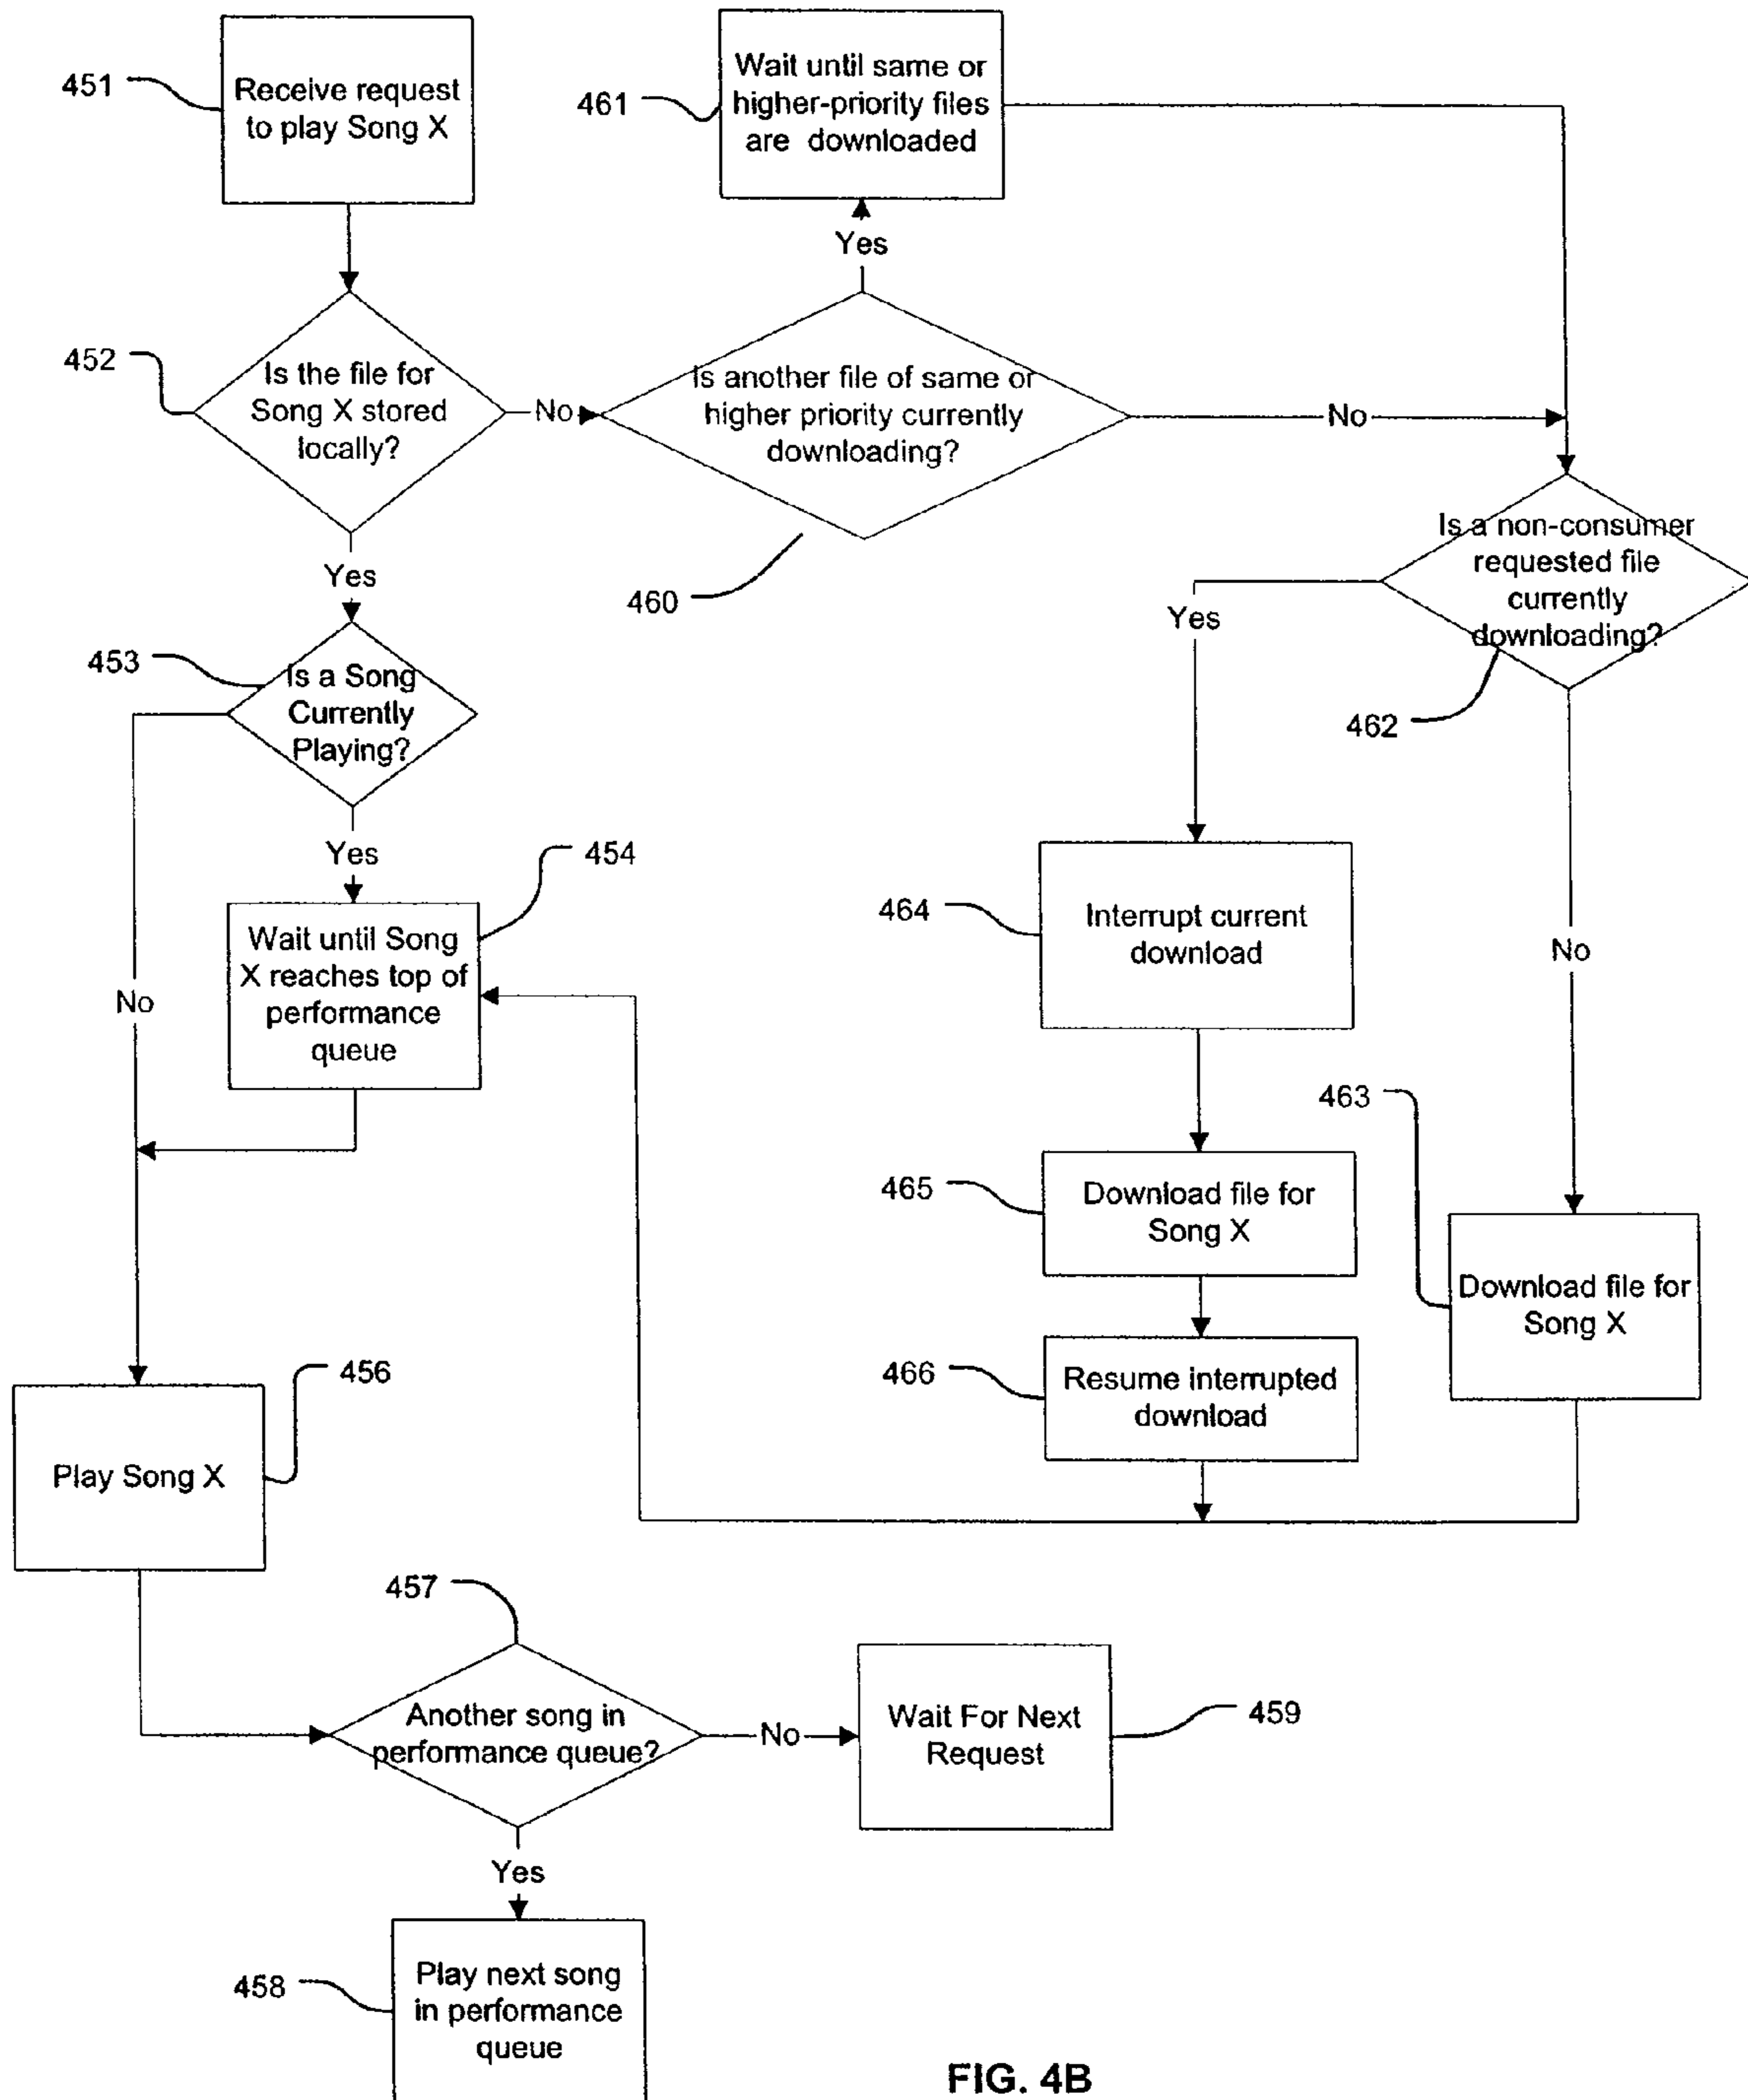 451
Receive request
to play Song X
461
Wait until same or
higher-priority files
are downloaded
Yes
452
Is the file for
Song X stored
locally?
No
Is another file of same or
higher priority currently
downloading?
No
460
Is a non-consumer
requested file
currently
downloading?
462
Yes
Yes
453
Is a Song
Currently
Playing?
Yes
454
Wait until Song
X reaches top of
performance
queue
No
464
Interrupt current
download
No
463
465
Download file for
Song X
Download file for
Song X
466
Resume interrupted
download
456
Play Song X
457
Another song in
performance queue?
No
Wait For Next
Request
459
Yes
458
Play next song
in performance
queue
FIG. 4B